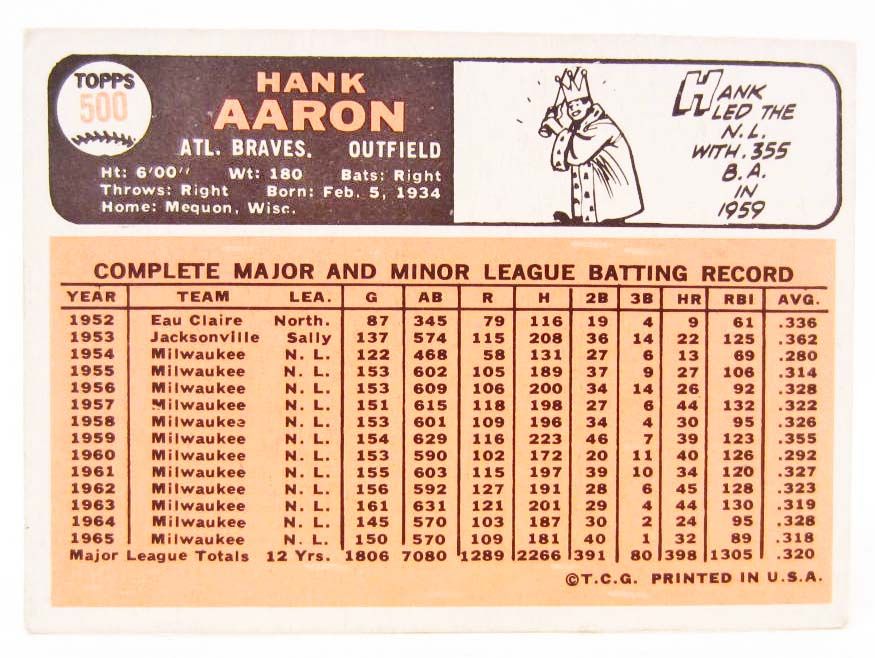 TOPPS
500
HANK
AARON
ATL. BRAVES. OUTFIELD
Ht: 6'00" Wt: 180 Bats: Right
Throws: Right Born: Feb. 5, 1934
Home: Mequon, Wisc.
HANK
LED THE
N.L.
WITH .355
B.A.
IN
1959
COMPLETE MAJOR AND MINOR LEAGUE BATTING RECORD
YEAR TEAM LEA. G AB R H 2B 3B HR RBI AVG.
1952 Eau Claire North. 87 345 79 116 19 4 9 61 .336
1953 Jacksonville Sally 137 574 115 208 36 14 22 125 .362
1954 Milwaukee N. L. 122 468 58 131 27 6 13 69 .280
1955 Milwaukee N. L. 153 602 105 189 37 9 27 106 .314
1956 Milwaukee N. L. 153 609 106 200 34 14 26 92 .328
1957 Milwaukee N. L. 151 615 118 198 27 6 44 132 .322
1958 Milwaukee N. L. 153 601 109 196 34 4 30 95 .326
1959 Milwaukee N. L. 154 629 116 223 46 7 39 123 .355
1960 Milwaukee N. L. 153 590 102 172 20 11 40 126 .292
1961 Milwaukee N. L. 155 603 115 197 39 10 34 120 .327
1962 Milwaukee N. L. 156 592 127 191 28 6 45 128 .323
1963 Milwaukee N. L. 161 631 121 201 29 4 44 130 .319
1964 Milwaukee N. L. 145 570 103 187 30 2 24 95 .328
1965 Milwaukee N. L. 150 570 109 181 40 1 32 89 .318
Major League Totals 12 Yrs. 1806 7080 1289 2266 391 80 398 1305 .320
©T.C.G. PRINTED IN U.S.A.